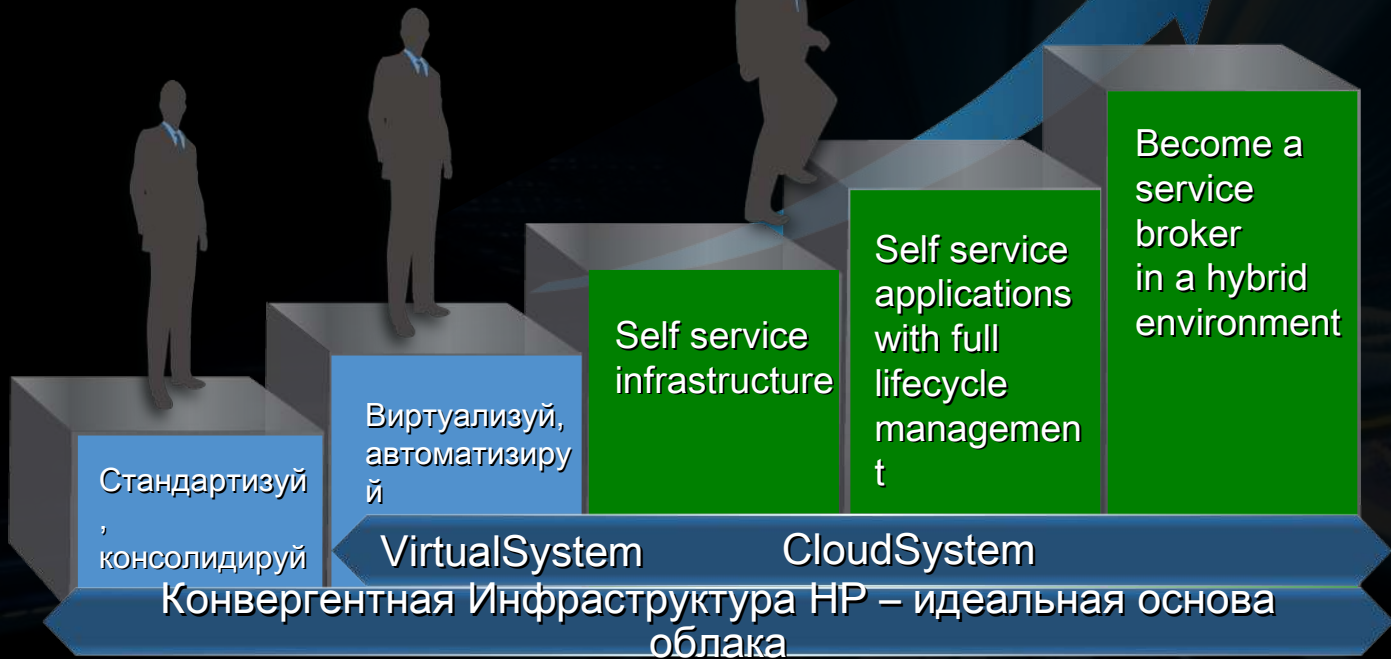 Стандартизуй
,
консолидируй
Виртуализуй,
автоматизиру
й
Self service
infrastructure
Self service
applications
with full
lifecycle
managemen
t
Become a
service
broker
in a hybrid
environment
VirtualSystem
CloudSystem
Конвергентная Инфраструктура HP – идеальная основа
облака